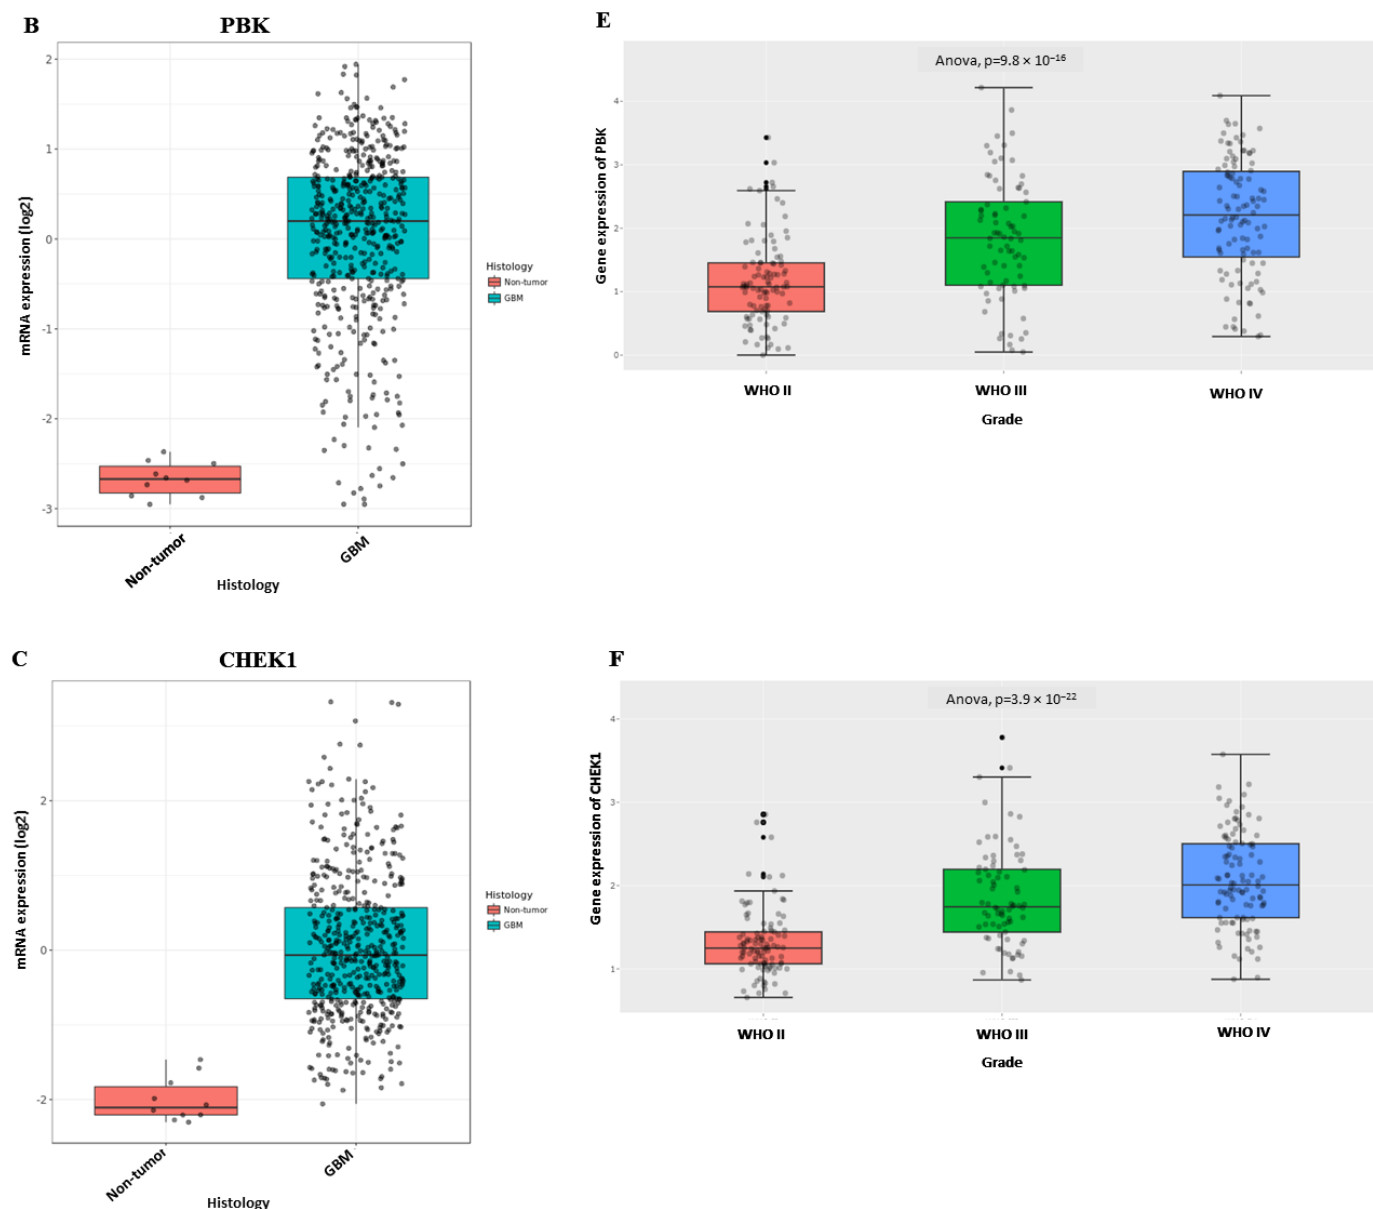 B
PBK
2
1
0
-1
-2
-3
mRNA expression (log2)
Non-tumor
GBM
Histology
Histology
Non-tumor
GBM
E
Anova, p=9.8 × 10⁻¹⁶
4
3
2
1
0
Gene expression of PBK
WHO II
WHO III
WHO IV
Grade
C
CHEK1
2
0
-2
mRNA expression (log2)
Non-tumor
GBM
Histology
Histology
Non-tumor
GBM
F
Anova, p=3.9 × 10⁻²²
4
3
2
1
Gene expression of CHEK1
WHO II
WHO III
WHO IV
Grade